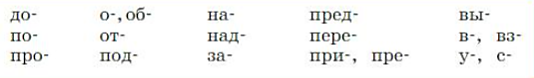 до- о-, об- на- пред- вы-
по- от- над- пере- в-, вз-
про- под- за- при-, пре- у-, с-